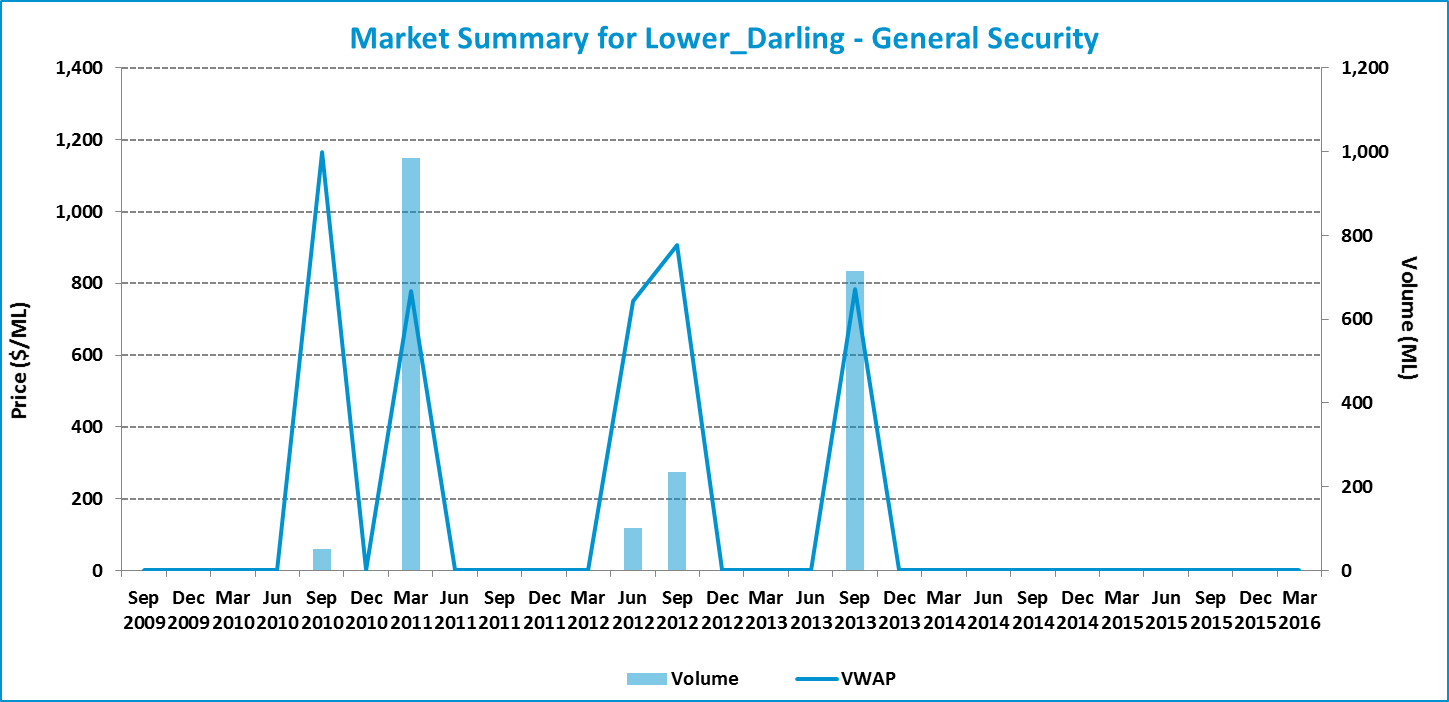 Market Summary for Lower_Darling - General Security
1,400
1,200
1,000
800
600
400
200
0
Price ($/ML)
1,200
1,000
800
600
400
200
0
Volume (ML)
Sep Dec Mar Jun Sep Dec Mar Jun Sep Dec Mar Jun Sep Dec Mar Jun Sep Dec Mar Jun Sep Dec Mar Jun Sep Dec Mar
2009 2009 2010 2010 2010 2010 2011 2011 2011 2011 2012 2012 2012 2012 2013 2013 2013 2013 2014 2014 2014 2014 2015 2015 2015 2015 2016
Volume VWAP